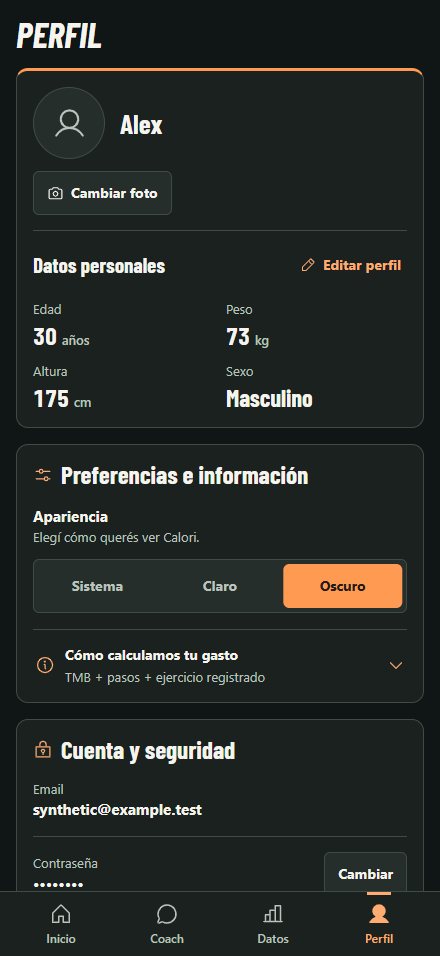 PERFIL
Alex
Cambiar foto
Datos personales
Editar perfil
Edad
Peso
30 años
73 kg
Altura
Sexo
175 cm
Masculino
Preferencias e información
Apariencia
Elegí cómo querés ver Calori.
Sistema
Claro
Oscuro
Cómo calculamos tu gasto
TMB + pasos + ejercicio registrado
Cuenta y seguridad
Email
synthetic@example.test
Contraseña
Cambiar
••••••••
Inicio
Coach
Datos
Perfil